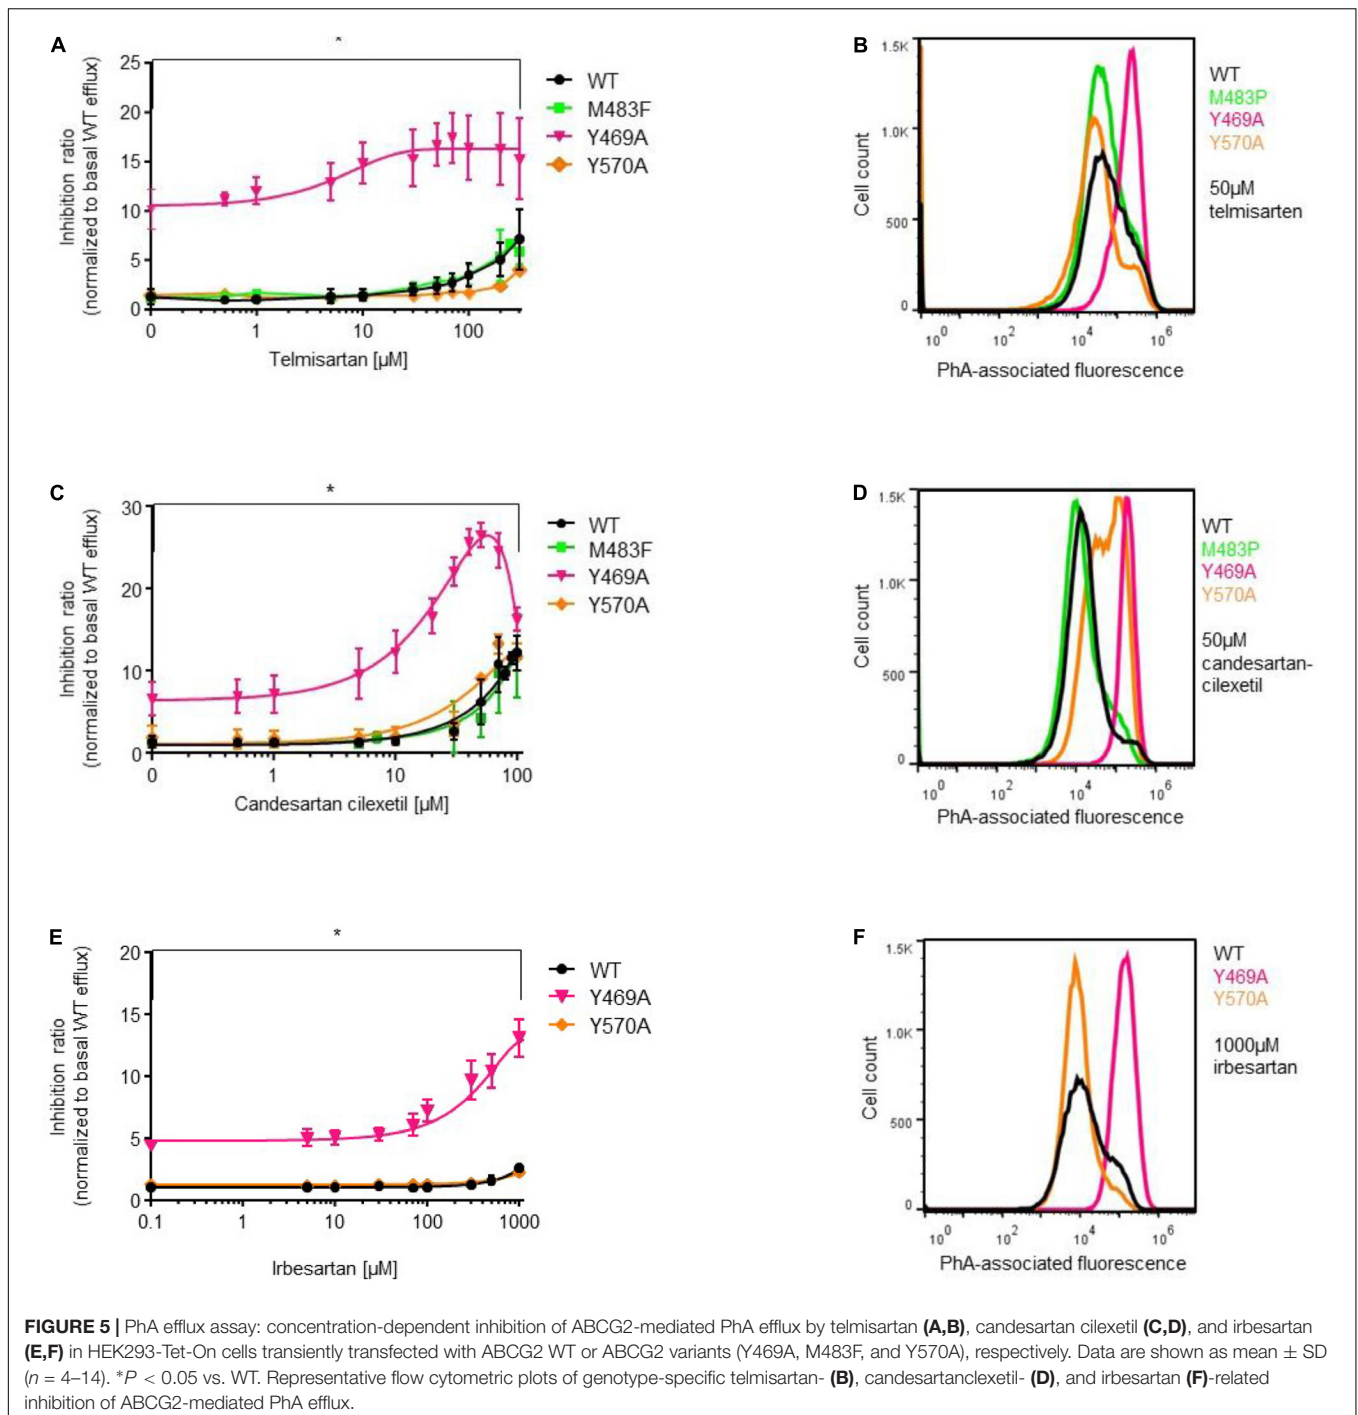 A
*
25
20
15
10
5
0
Inhibition ratio
(normalized to basal WT efflux)
0 1 10 100
Telmisartan [µM]
WT
M483F
Y469A
Y570A
B
1.5K
1.0K
500
0
Cell count
10^0 10^2 10^4 10^6
PhA-associated fluorescence
WT
M483P
Y469A
Y570A
50µM
telmisarten
C
*
30
20
10
0
Inhibition ratio
(normalized to basal WT efflux)
0 1 10 100
Candesartan cilexetil [µM]
WT
M483F
Y469A
Y570A
D
1.5K
1.0K
500
0
Cell count
10^0 10^2 10^4 10^6
PhA-associated fluorescence
WT
M483P
Y469A
Y570A
50µM
candesartan-
cilexetil
E
*
20
15
10
5
0
Inhibition ratio
(normalized to basal WT efflux)
0.1 1 10 100 1000
Irbesartan [µM]
WT
Y469A
Y570A
F
1.5K
1.0K
500
0
Cell count
10^0 10^2 10^4 10^6
PhA-associated fluorescence
WT
Y469A
Y570A
1000µM
irbesartan
FIGURE 5 | PhA efflux assay: concentration-dependent inhibition of ABCG2-mediated PhA efflux by telmisartan (A,B), candesartan cilexetil (C,D), and irbesartan
(E,F) in HEK293-Tet-On cells transiently transfected with ABCG2 WT or ABCG2 variants (Y469A, M483F, and Y570A), respectively. Data are shown as mean ± SD
(n = 4–14). *P < 0.05 vs. WT. Representative flow cytometric plots of genotype-specific telmisartan- (B), candesartanclexetil- (D), and irbesartan (F)-related
inhibition of ABCG2-mediated PhA efflux.